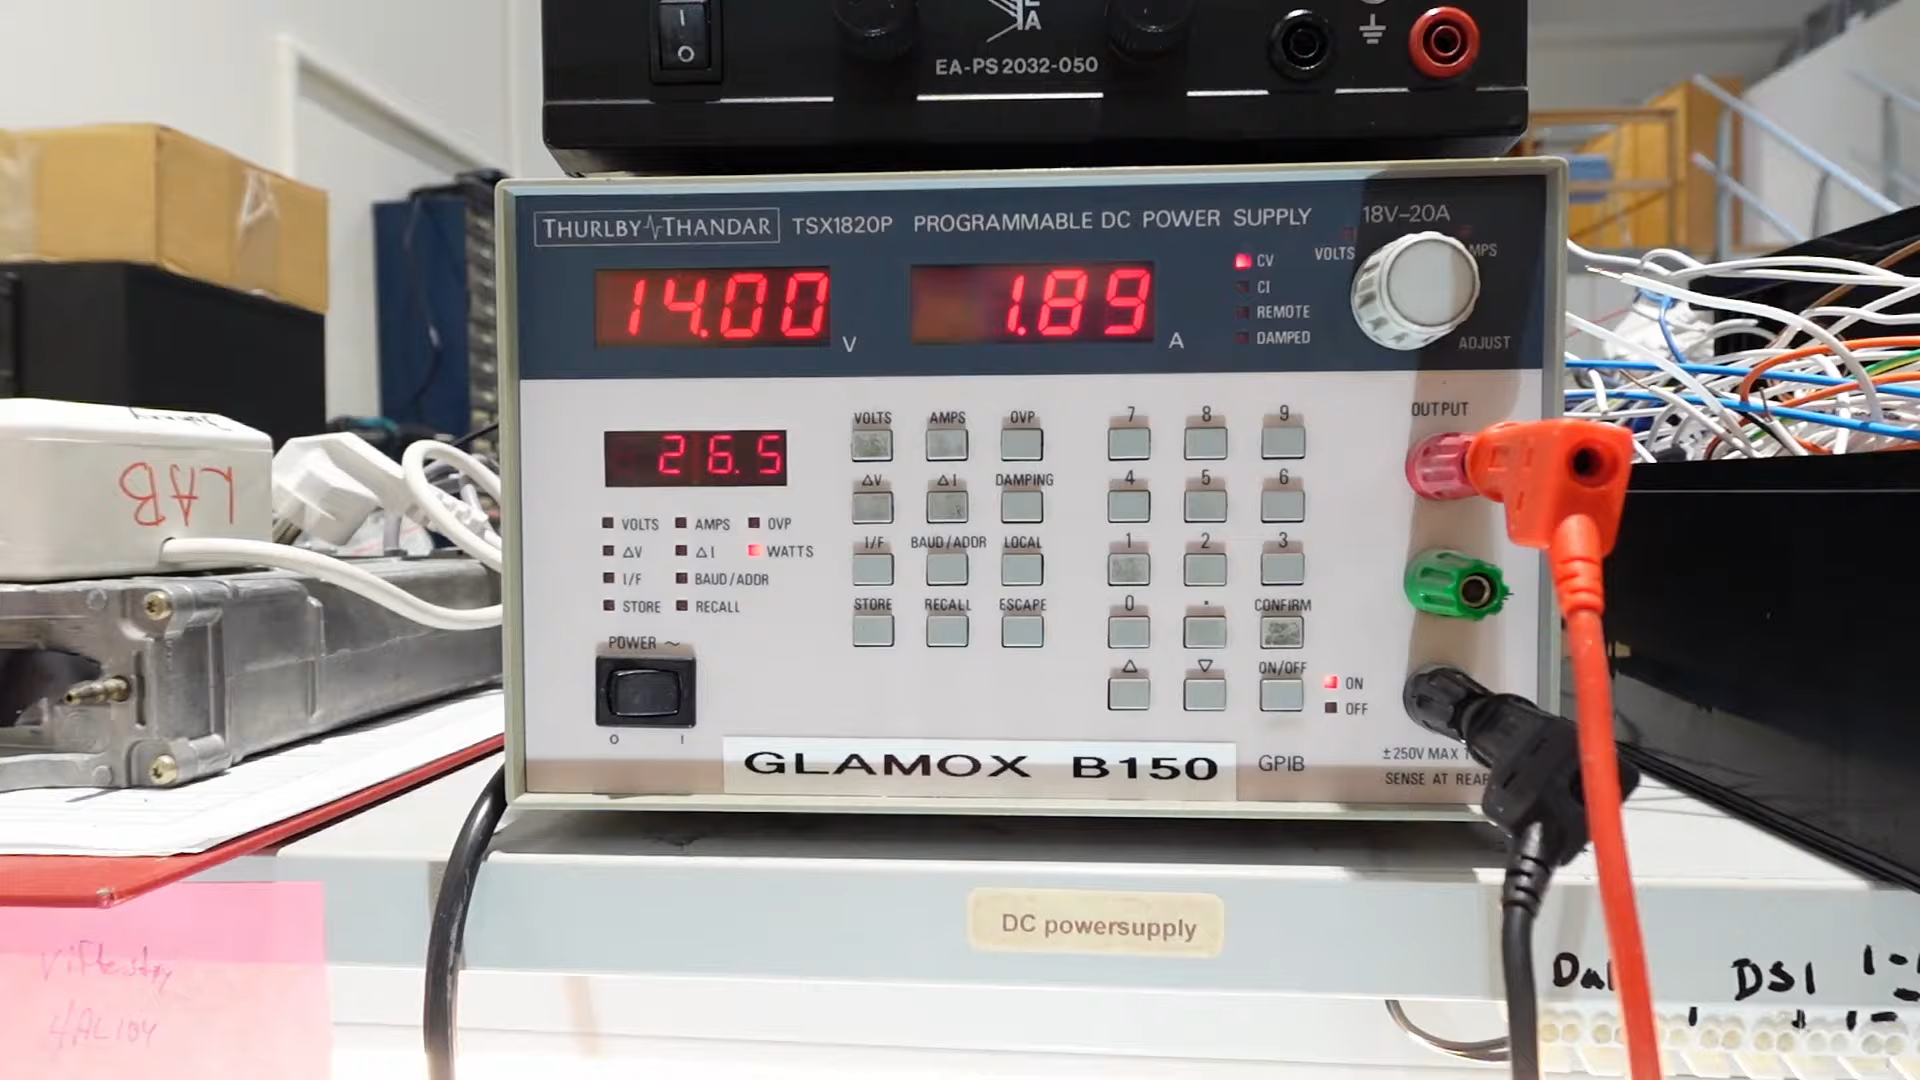 EA-PS 2032-050
THURLBY THANDAR TSX1820P PROGRAMMABLE DC POWER SUPPLY 18V–20A
VOLTS
14.00 V
1.89 A
CV
CI
REMOTE
DAMPED
ADJUST
26.5
VOLTS AMPS OVP
ΔV ΔI WATTS
I/F BAUD/ADDR
STORE RECALL
POWER ~
O I
VOLTS AMPS OVP
ΔV ΔI DAMPING
I/F BAUD/ADDR LOCAL
STORE RECALL ESCAPE
7 8 9
4 5 6
1 2 3
0 . CONFIRM
△ ▽ ON/OFF
ON
OFF
OUTPUT
±250V MAX
SENSE AT REAR
GLAMOX B150
GPIB
LAB
DC powersupply
4AL104
DSI